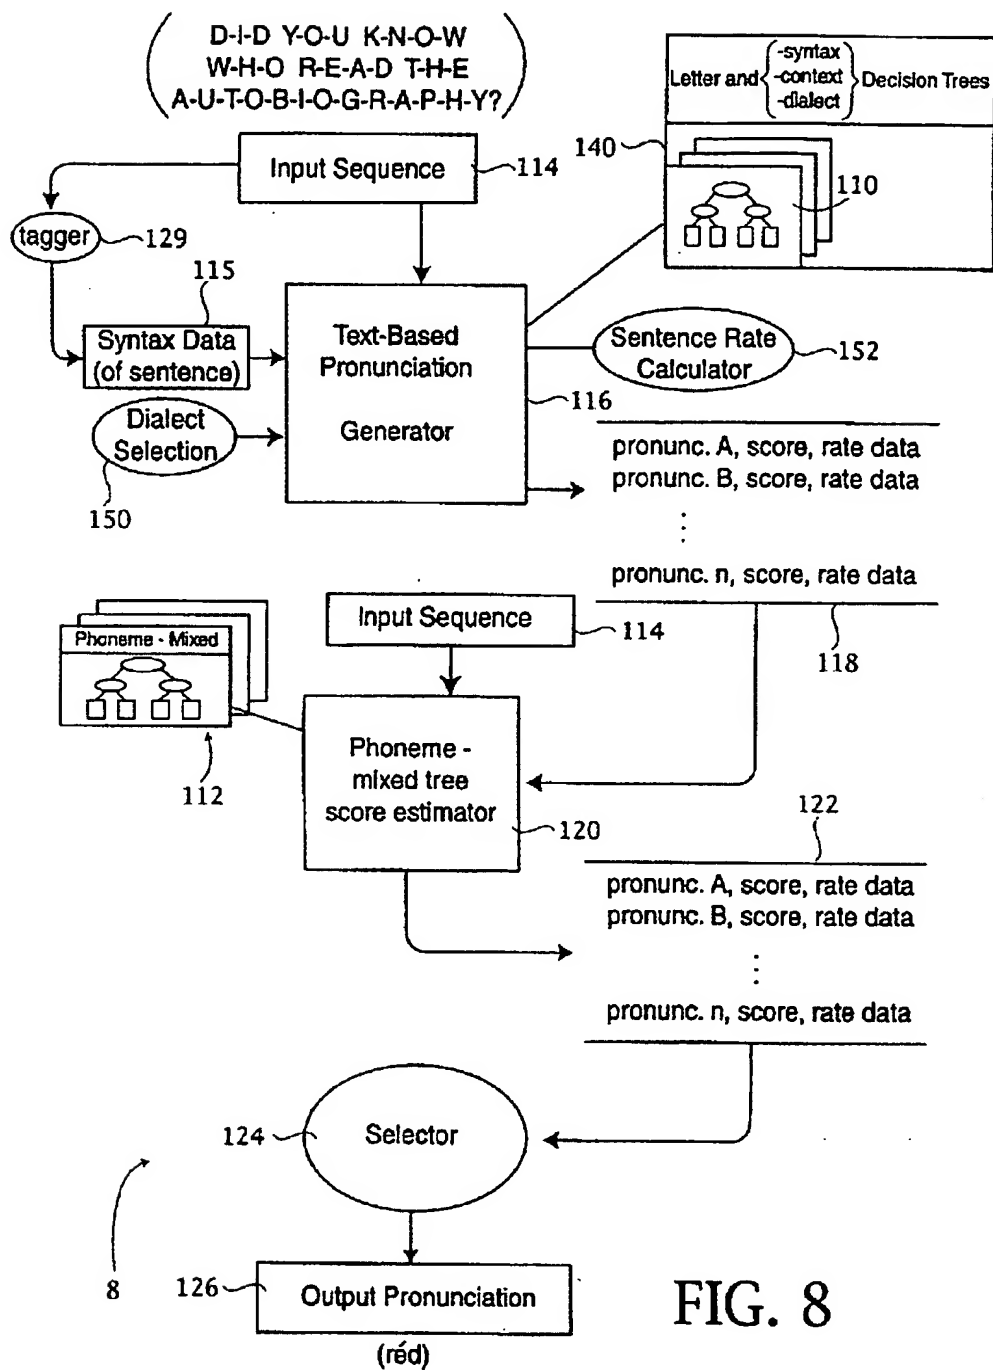 D-I-D Y-O-U K-N-O-W
W-H-O R-E-A-D T-H-E
A-U-T-O-B-I-O-G-R-A-P-H-Y?
Input Sequence
114
Letter and
-syntax
-context
-dialect
Decision Trees
140
110
tagger
129
115
Syntax Data
(of sentence)
Dialect
Selection
150
Text-Based
Pronunciation
Generator
116
Sentence Rate
Calculator
152
pronunc. A, score, rate data
pronunc. B, score, rate data
pronunc. n, score, rate data
118
Input Sequence
114
Phoneme - Mixed
112
Phoneme -
mixed tree
score estimator
120
122
pronunc. A, score, rate data
pronunc. B, score, rate data
pronunc. n, score, rate data
124
Selector
8
126
Output Pronunciation
(réd)
FIG. 8